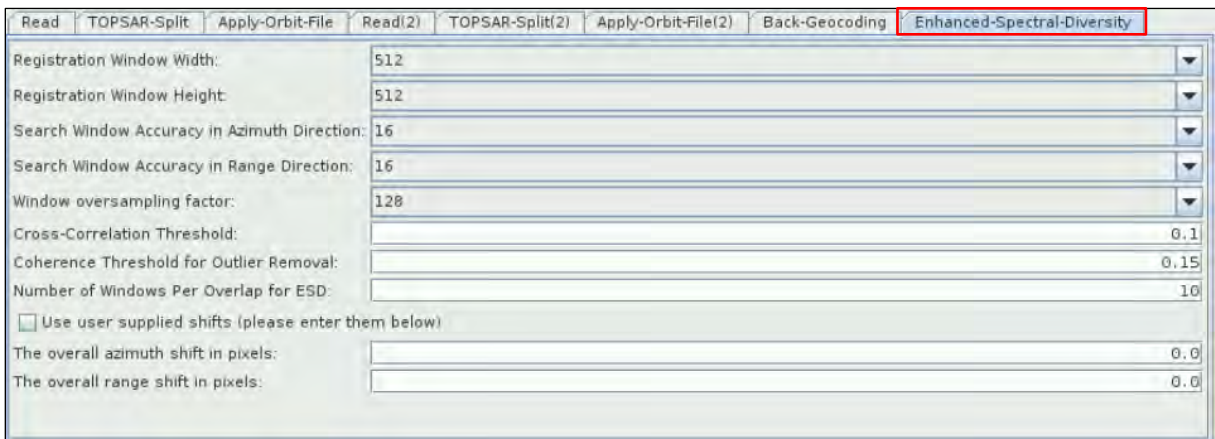 Read TOPSAR-Split Apply-Orbit-File Read(2) TOPSAR-Split(2) Apply-Orbit-File(2) Back-Geocoding Enhanced-Spectral-Diversity
Registration Window Width: 512
Registration Window Height: 512
Search Window Accuracy in Azimuth Direction: 16
Search Window Accuracy in Range Direction: 16
Window oversampling factor: 128
Cross-Correlation Threshold: 0.1
Coherence Threshold for Outlier Removal: 0.15
Number of Windows Per Overlap for ESD: 10
Use user supplied shifts (please enter them below)
The overall azimuth shift in pixels: 0.0
The overall range shift in pixels: 0.0